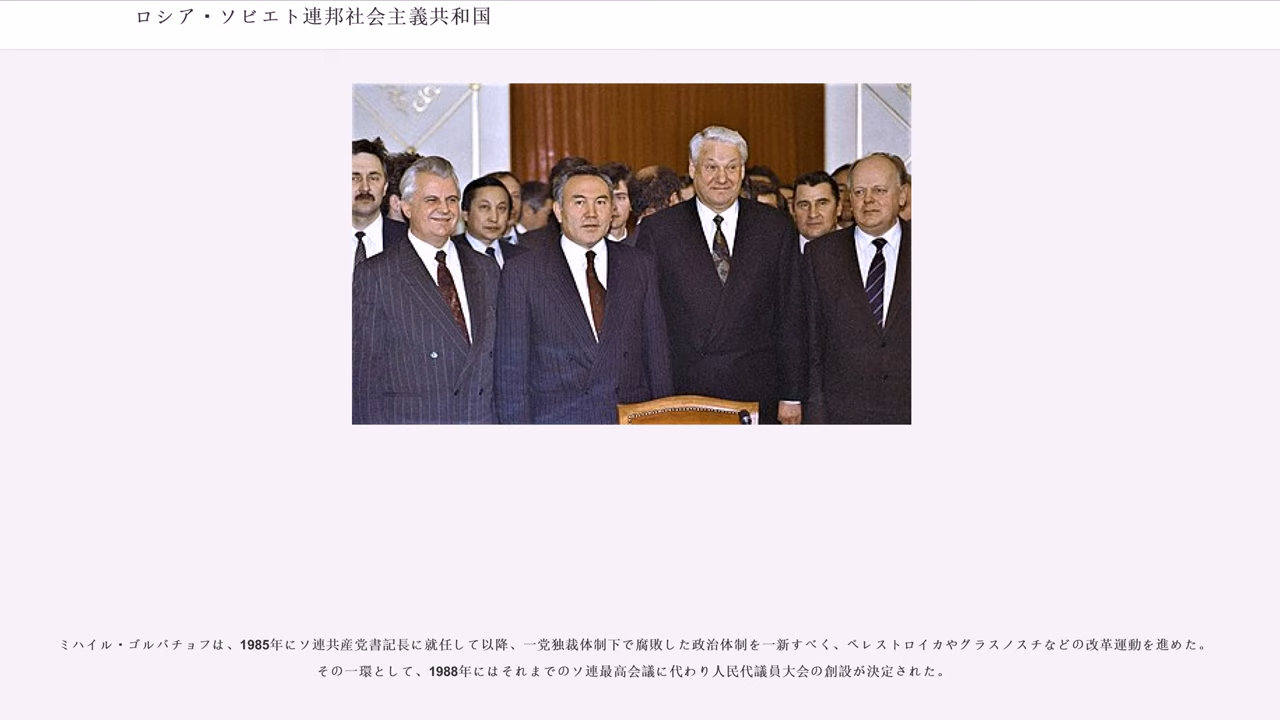 ロシア・ソビエト連邦社会主義共和国
ミハイル・ゴルバチョフは、1985年にソ連共産党書記長に就任して以降、一党独裁体制下で腐敗した政治体制を一新すべく、ペレストロイカやグラスノスチなどの改革運動を進めた。
その一環として、1988年にはそれまでのソ連最高会議に代わり人民代議員大会の創設が決定された。